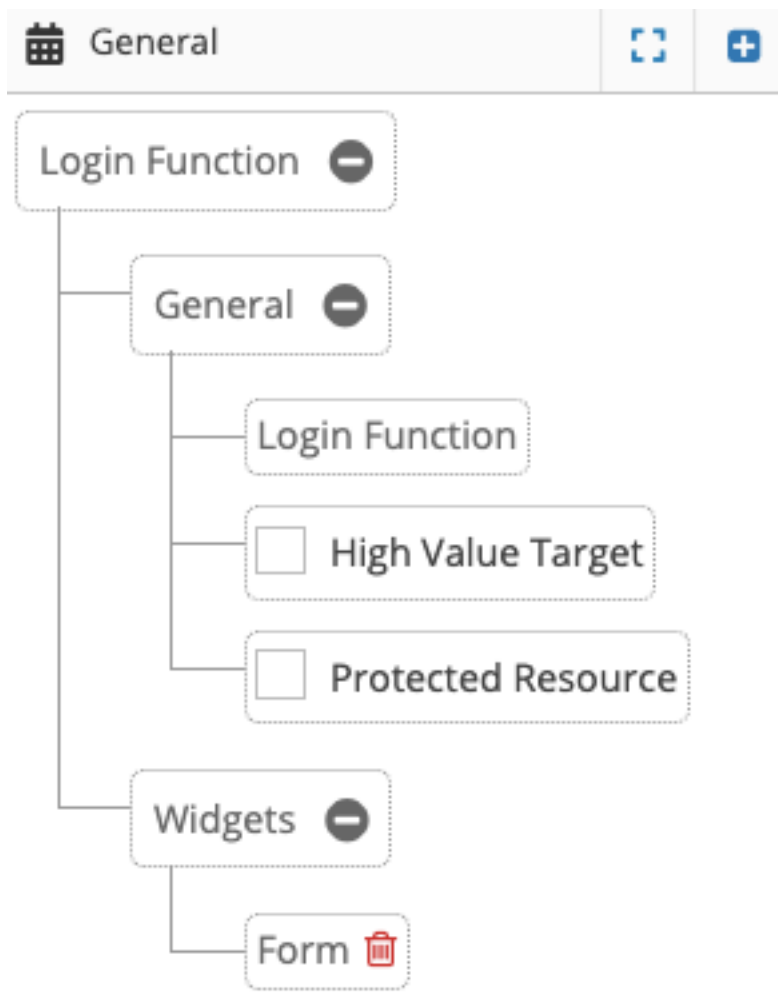 General
Login Function
General
Login Function
High Value Target
Protected Resource
Widgets
Form